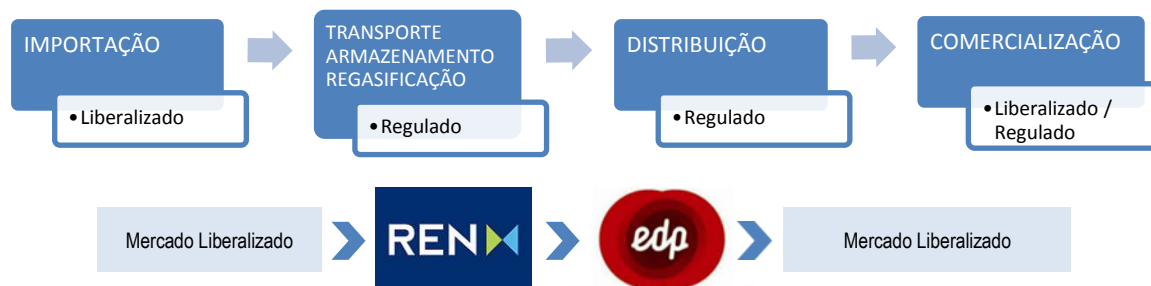 IMPORTAÇÃO
•Liberalizado
TRANSPORTE
ARMAZENAMENTO
REGASIFICAÇÃO
•Regulado
DISTRIBUIÇÃO
•Regulado
COMERCIALIZAÇÃO
•Liberalizado /
Regulado
Mercado Liberalizado
REN
edp
Mercado Liberalizado